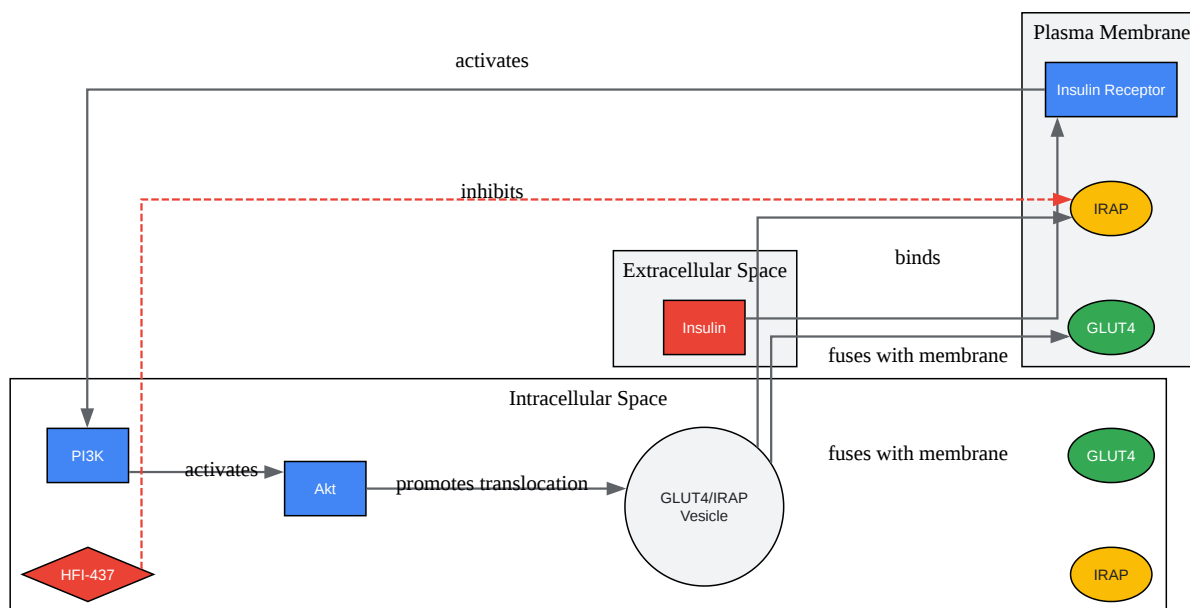 Plasma Membrane
activates
Insulin Receptor
inhibits
IRAP
binds
Extracellular Space
Insulin
GLUT4
fuses with membrane
Intracellular Space
PI3K
activates
Akt
promotes translocation
GLUT4/IRAP
Vesicle
fuses with membrane
GLUT4
HFI-437
IRAP